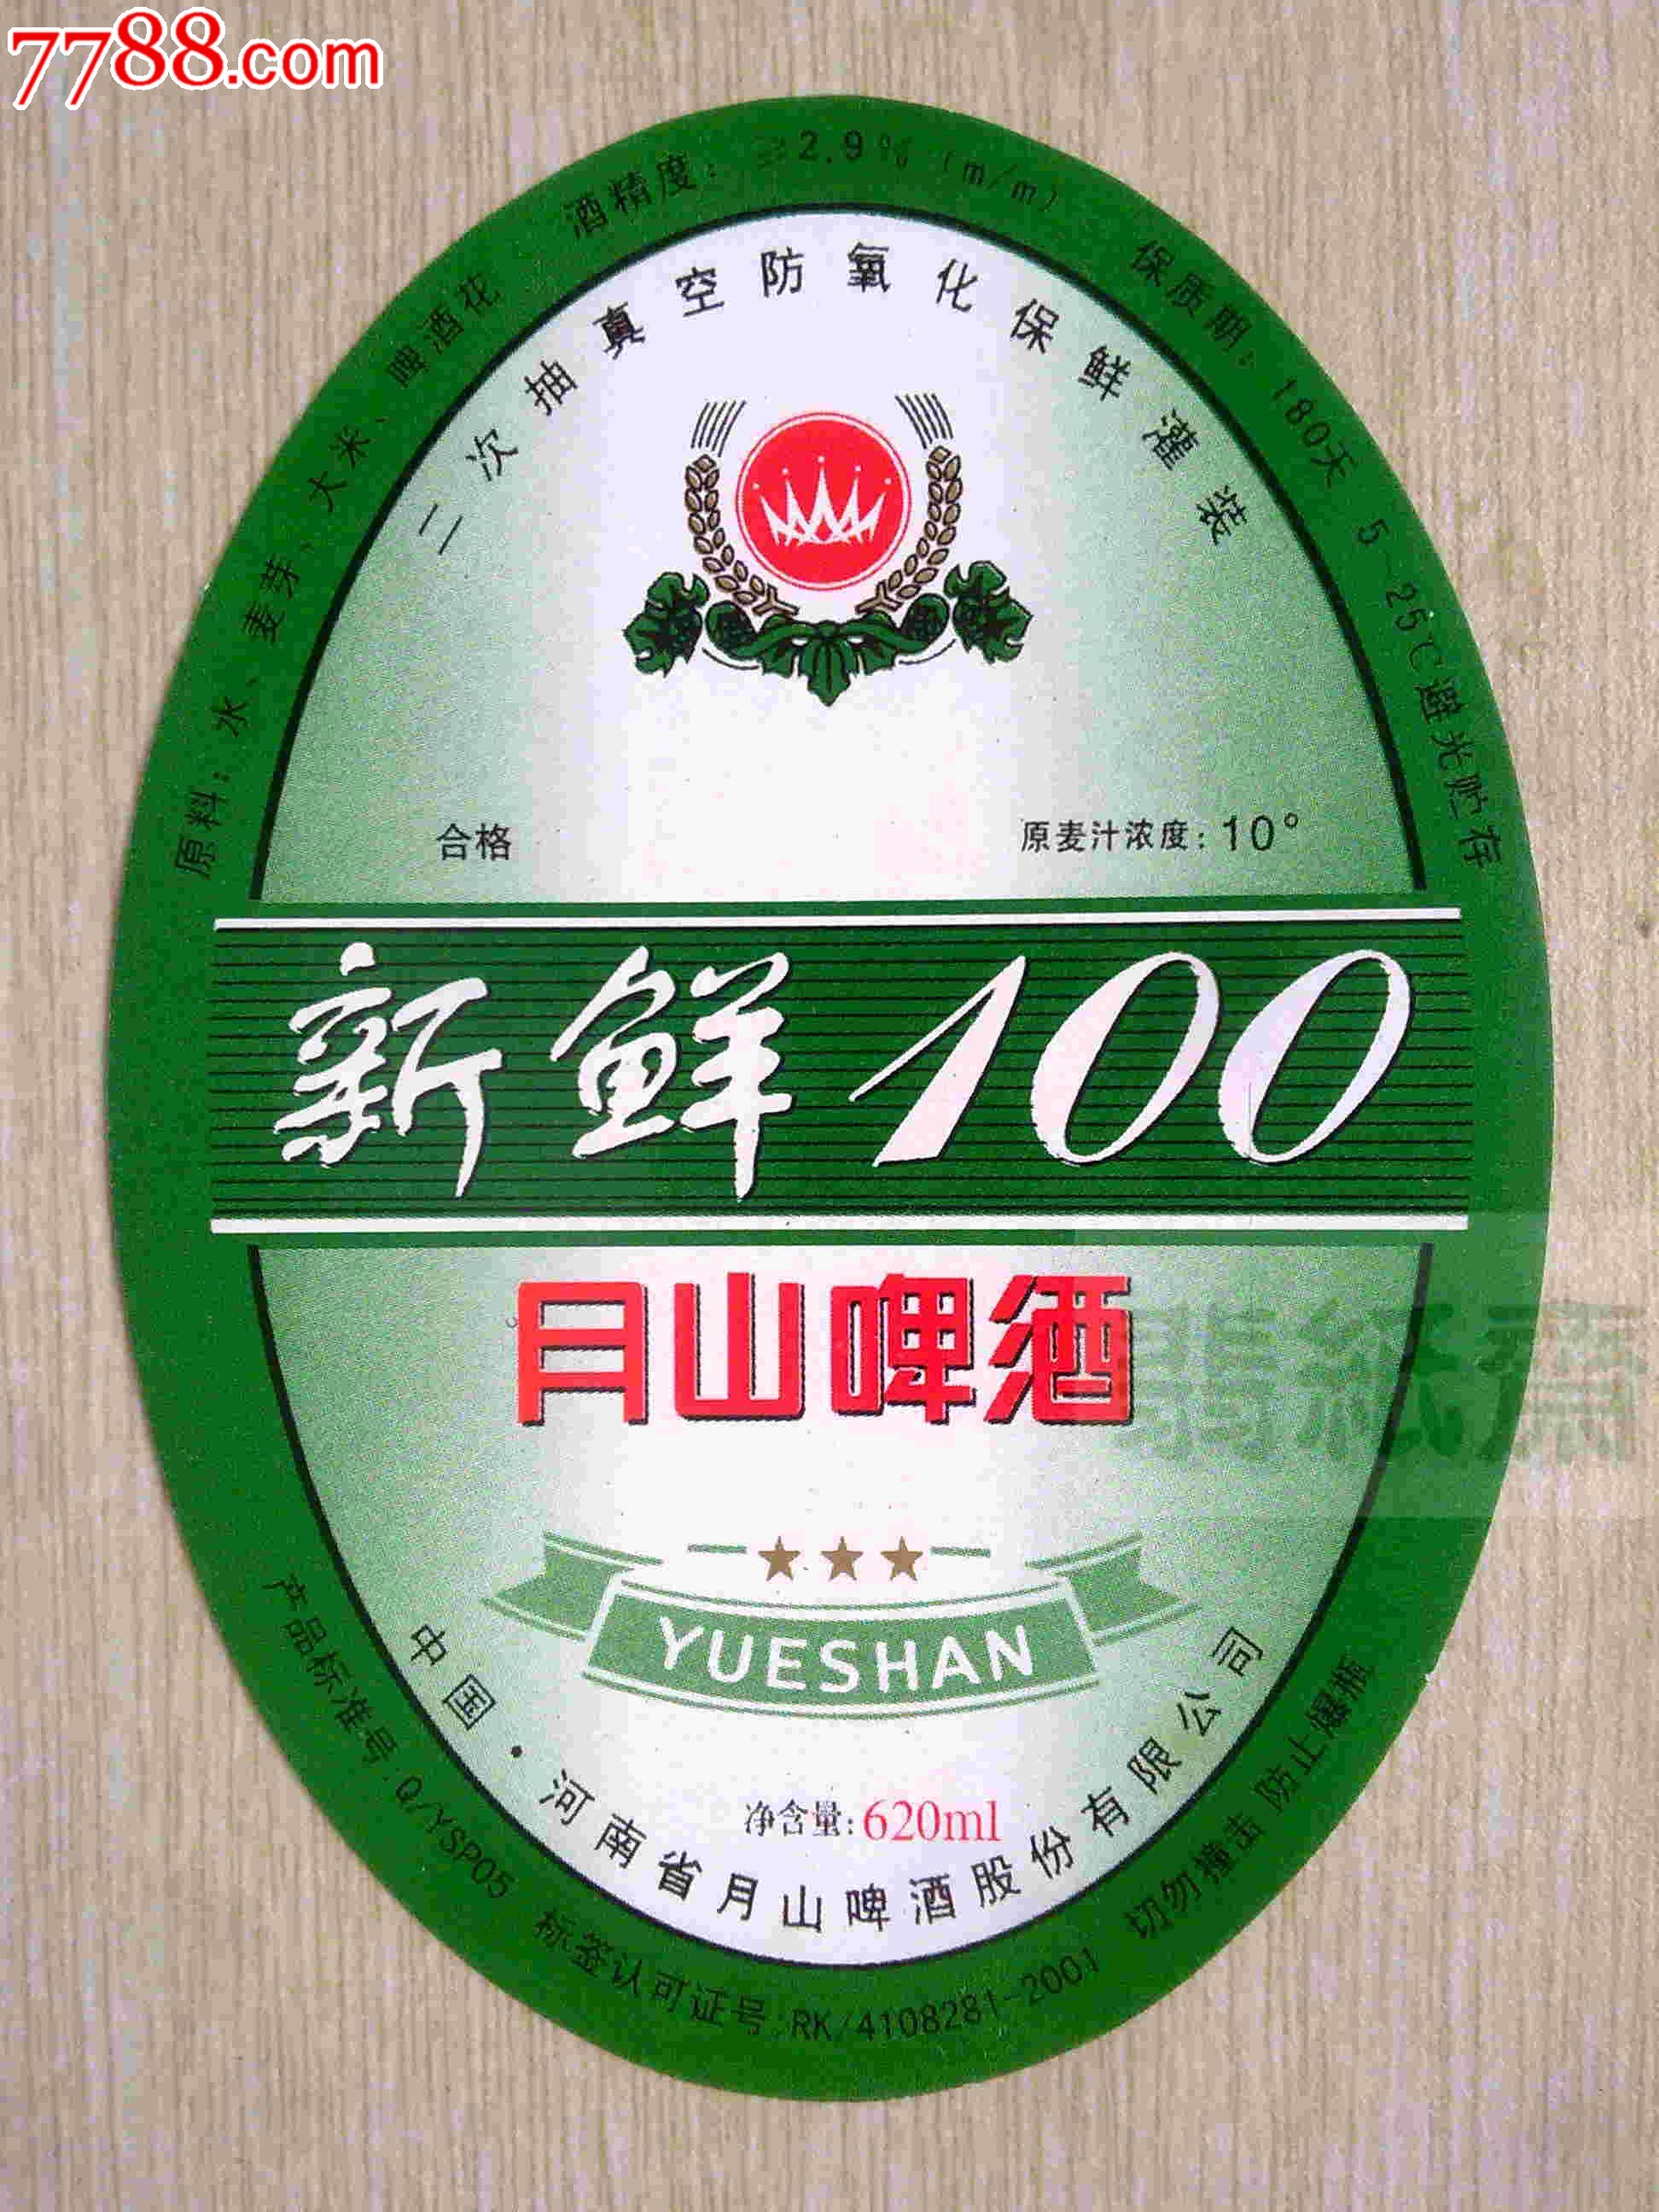 7788.com
原料：水、麦芽、大米、啤酒花 酒精度：≥2.9% (m/m) 保质期：180天 5-25℃避光贮存
二次抽真空防氧化保鲜灌装
合格
原麦汁浓度：10°
新鲜100
月山啤酒
YUESHAN
净含量：620ml
中国·河南省月山啤酒股份有限公司
产品标准号:Q/YSP05 标签认可证号:RK/4108281-2001 切勿撞击 防止爆瓶